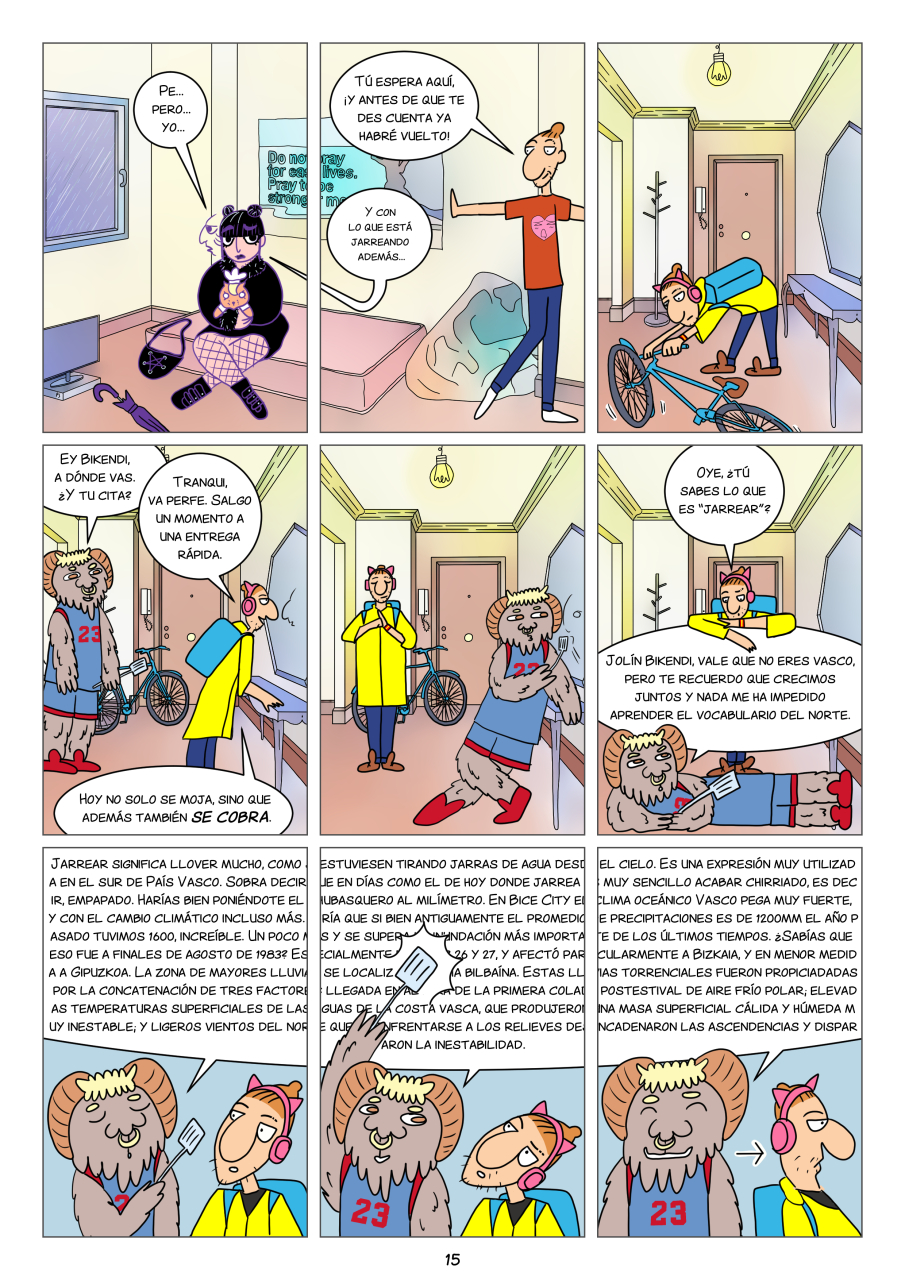 PE...
PERO...
YO...
Do not pray
for eas lives.
Pray to be
stronger me
TÚ ESPERA AQUÍ,
¡Y ANTES DE QUE TE
DES CUENTA YA
HABRÉ VUELTO!
Y CON
LO QUE ESTÁ
JARREANDO
ADEMÁS...
EY BIKENDI,
A DÓNDE VAS.
¿Y TU CITA?
TRANQUI,
VA PERFE. SALGO
UN MOMENTO A
UNA ENTREGA
RÁPIDA.
23
HOY NO SOLO SE MOJA, SINO QUE
ADEMÁS TAMBIÉN SE COBRA.
23
OYE, ¿TÚ
SABES LO QUE
ES “JARREAR”?
JOLÍN BIKENDI, VALE QUE NO ERES VASCO,
PERO TE RECUERDO QUE CRECIMOS
JUNTOS Y NADA ME HA IMPEDIDO
APRENDER EL VOCABULARIO DEL NORTE.
JARREAR SIGNIFICA LLOVER MUCHO, COMO ESTUVIESEN TIRANDO JARRAS DE AGUA DESD EL CIELO. ES UNA EXPRESIÓN MUY UTILIZAD
A EN EL SUR DE PAÍS VASCO. SOBRA DECIR UE EN DÍAS COMO EL DE HOY DONDE JARREA MUY SENCILLO ACABAR CHIRRIADO, ES DEC
IR, EMPAPADO. HARÍAS BIEN PONIÉNDOTE EL UBASQUERO AL MILÍMETRO. EN BICE CITY EL CLIMA OCEÁNICO VASCO PEGA MUY FUERTE,
Y CON EL CAMBIO CLIMÁTICO INCLUSO MÁS. RÍA QUE SI BIEN ANTIGUAMENTE EL PROMEDIO E PRECIPITACIONES ES DE 1200MM EL AÑO P
ASADO TUVIMOS 1600, INCREÍBLE. UN POCO S Y SE SUPER UNDACIÓN MÁS IMPORTA TE DE LOS ÚLTIMOS TIEMPOS. ¿SABÍAS QUE
ESO FUE A FINALES DE AGOSTO DE 1983? ES ECIALMENTE 26 Y 27, Y AFECTÓ PAR CULARMENTE A BIZKAIA, Y EN MENOR MEDID
A A GIPUZKOA. LA ZONA DE MAYORES LLUVI SE LOCALIZ A BILBAÍNA. ESTAS LL IAS TORRENCIALES FUERON PROPICIADADAS
POR LA CONCATENACIÓN DE TRES FACTORE LLEGADA EN A DE LA PRIMERA COLAD POSTESTIVAL DE AIRE FRÍO POLAR; ELEVAD
AS TEMPERATURAS SUPERFICIALES DE LAS GUAS DE LA COSTA VASCA, QUE PRODUJERO NA MASA SUPERFICIAL CÁLIDA Y HÚMEDA M
UY INESTABLE; Y LIGEROS VIENTOS DEL NOR E QUE NFRENTARSE A LOS RELIEVES DE NCADENARON LAS ASCENDENCIAS Y DISPAR
ARON LA INESTABILIDAD.
23
23
15